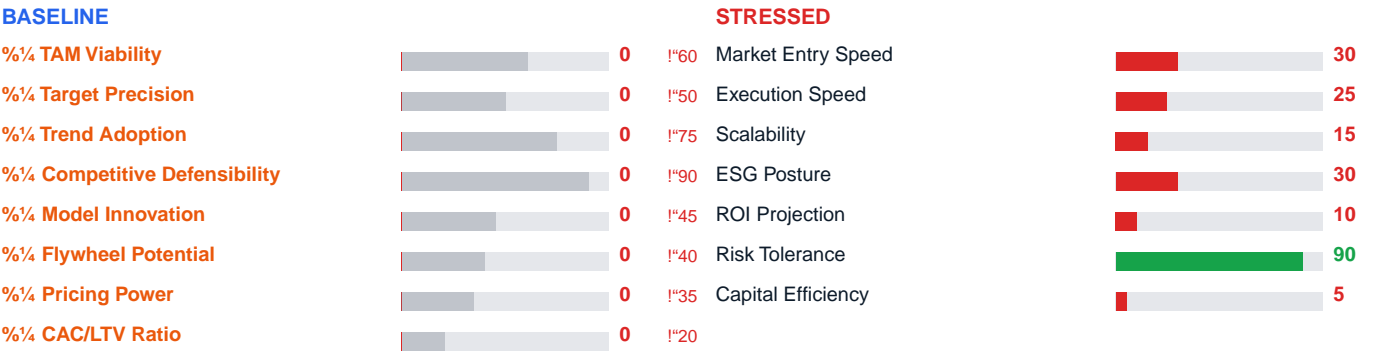 BASELINE STRESSED
%¼ TAM Viability 0 !“60 Market Entry Speed 30
%¼ Target Precision 0 !“50 Execution Speed 25
%¼ Trend Adoption 0 !“75 Scalability 15
%¼ Competitive Defensibility 0 !“90 ESG Posture 30
%¼ Model Innovation 0 !“45 ROI Projection 10
%¼ Flywheel Potential 0 !“40 Risk Tolerance 90
%¼ Pricing Power 0 !“35 Capital Efficiency 5
%¼ CAC/LTV Ratio 0 !“20